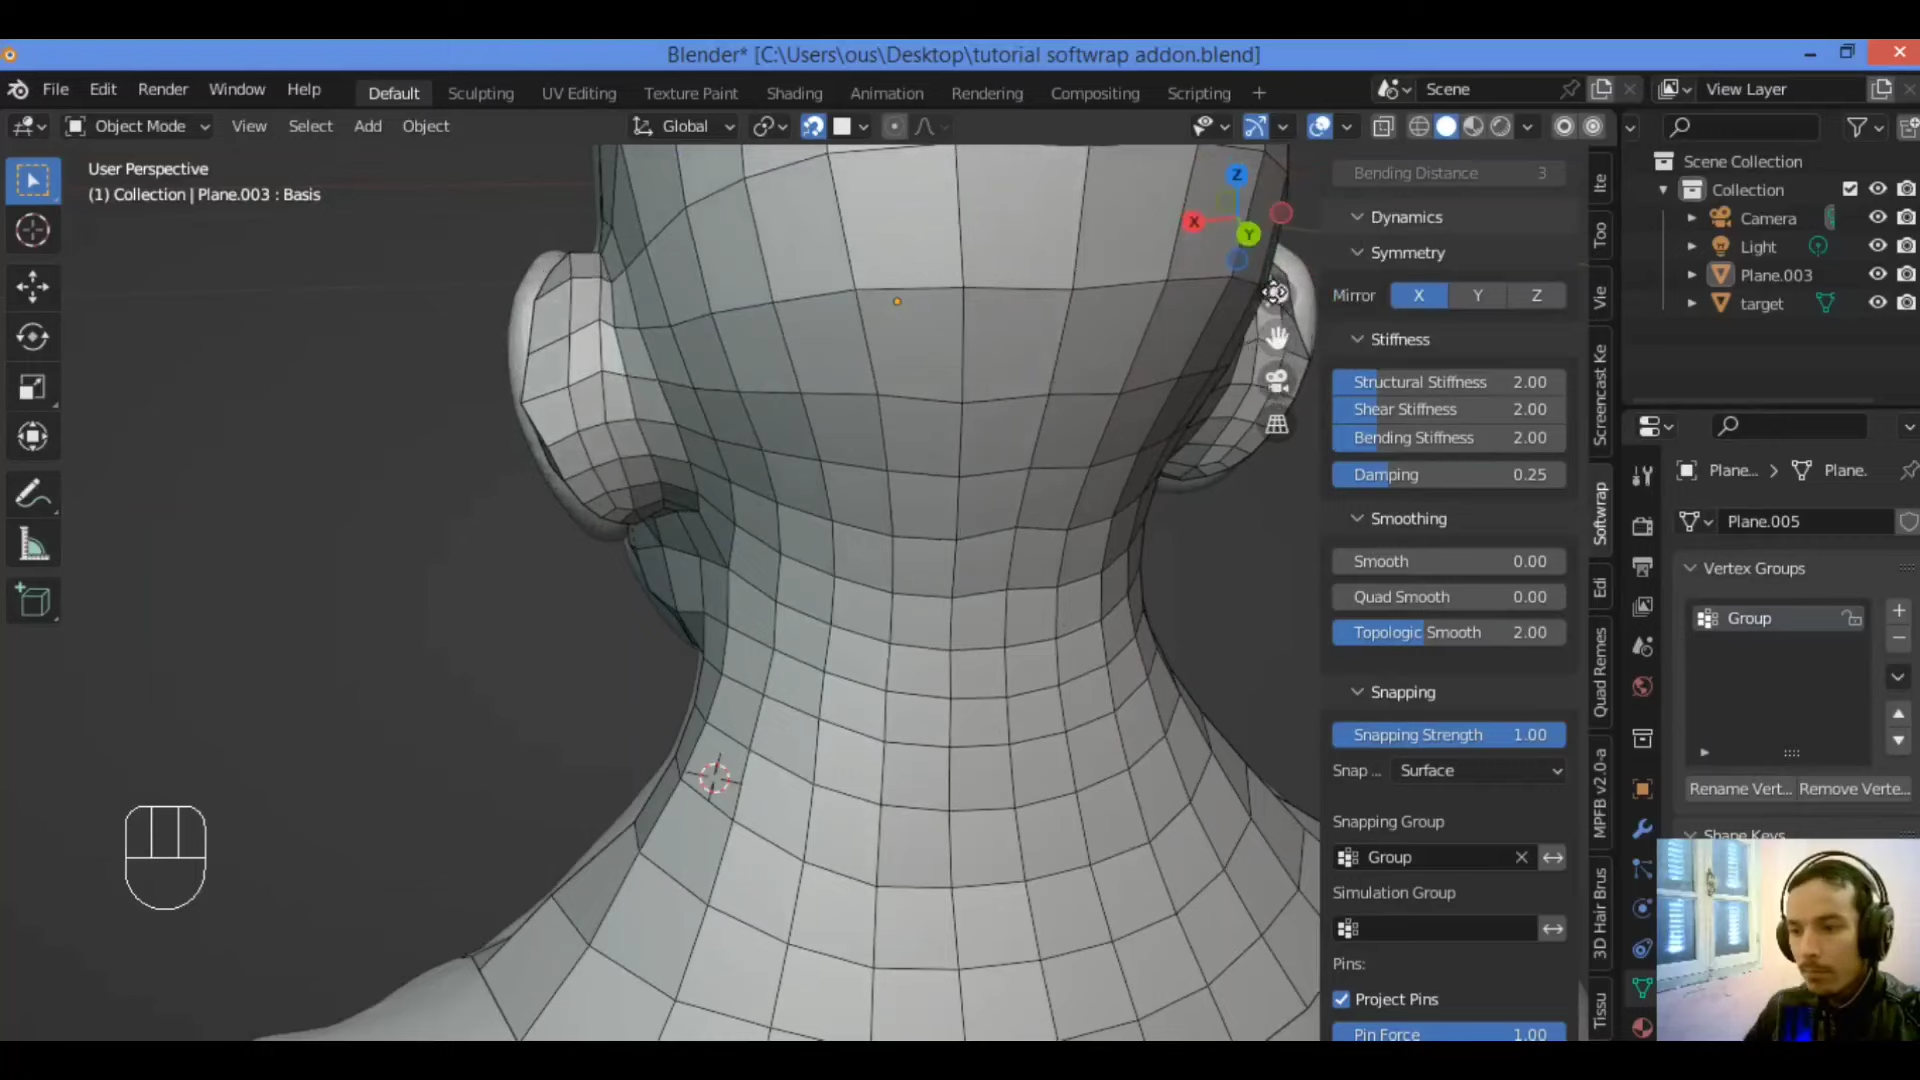 Blender* [C:\Users\ous\Desktop\tutorial softwrap addon.blend]
File Edit Render Window Help Default Sculpting UV Editing Texture Paint Shading Animation Rendering Compositing Scripting + Scene View Layer
Object Mode View Select Add Object Global
User Perspective
(1) Collection | Plane.003 : Basis
Z
X
Y
Bending Distance 3
Dynamics
Symmetry
Mirror X Y Z
Stiffness
Structural Stiffness 2.00
Shear Stiffness 2.00
Bending Stiffness 2.00
Damping 0.25
Smoothing
Smooth 0.00
Quad Smooth 0.00
Topologic Smooth 2.00
Snapping
Snapping Strength 1.00
Snap ... Surface
Snapping Group
Group
Simulation Group
Pins:
Project Pins
Pin Force 1.00
Ite
Too
Vie
Screencast Ke
Softwrap
Edi
Quad Remes
MPFB v2.0-a
3D Hair Brus
Tissu
Scene Collection
Collection
Camera
Light
Plane.003
target
Plane... > Plane.
Plane.005
Vertex Groups
Group
Rename Vert... Remove Verte...
Shape Keys